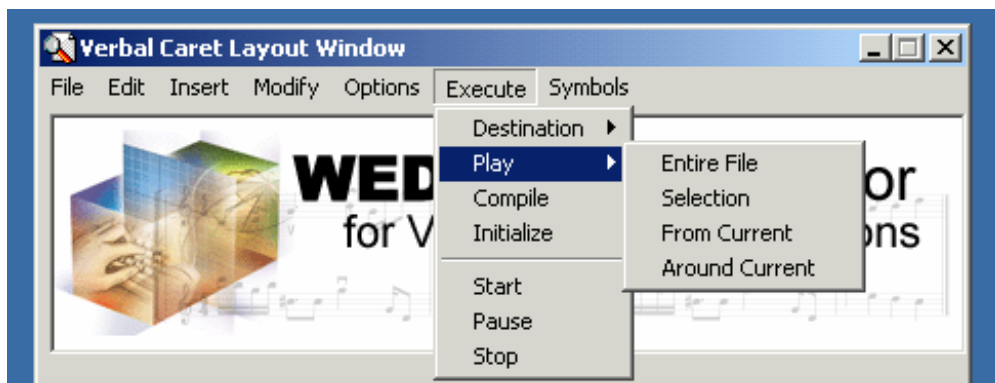 Verbal Caret Layout Window
File Edit Insert Modify Options Execute Symbols
WED
or
for V
ons
Destination
Play
Compile
Initialize
Start
Pause
Stop
Entire File
Selection
From Current
Around Current